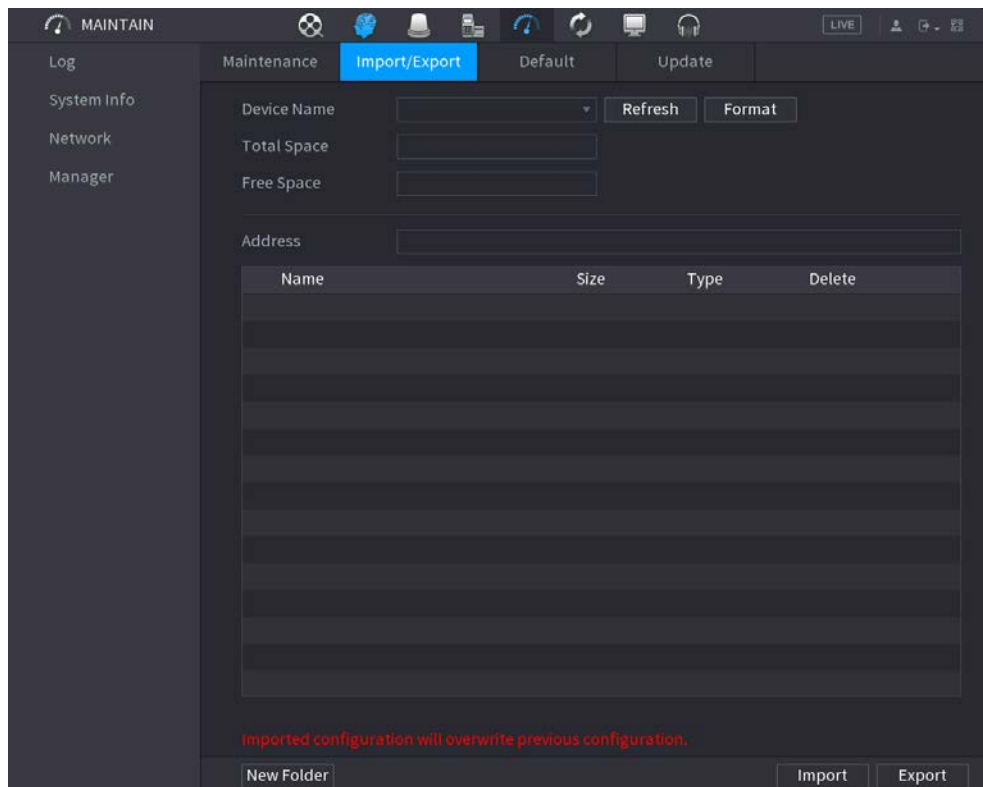 MAINTAIN LIVE
Log
System Info
Network
Manager
Maintenance Import/Export Default Update
Device Name Refresh Format
Total Space
Free Space
Address
Name Size Type Delete
Imported configuration will overwrite previous configuration.
New Folder Import Export